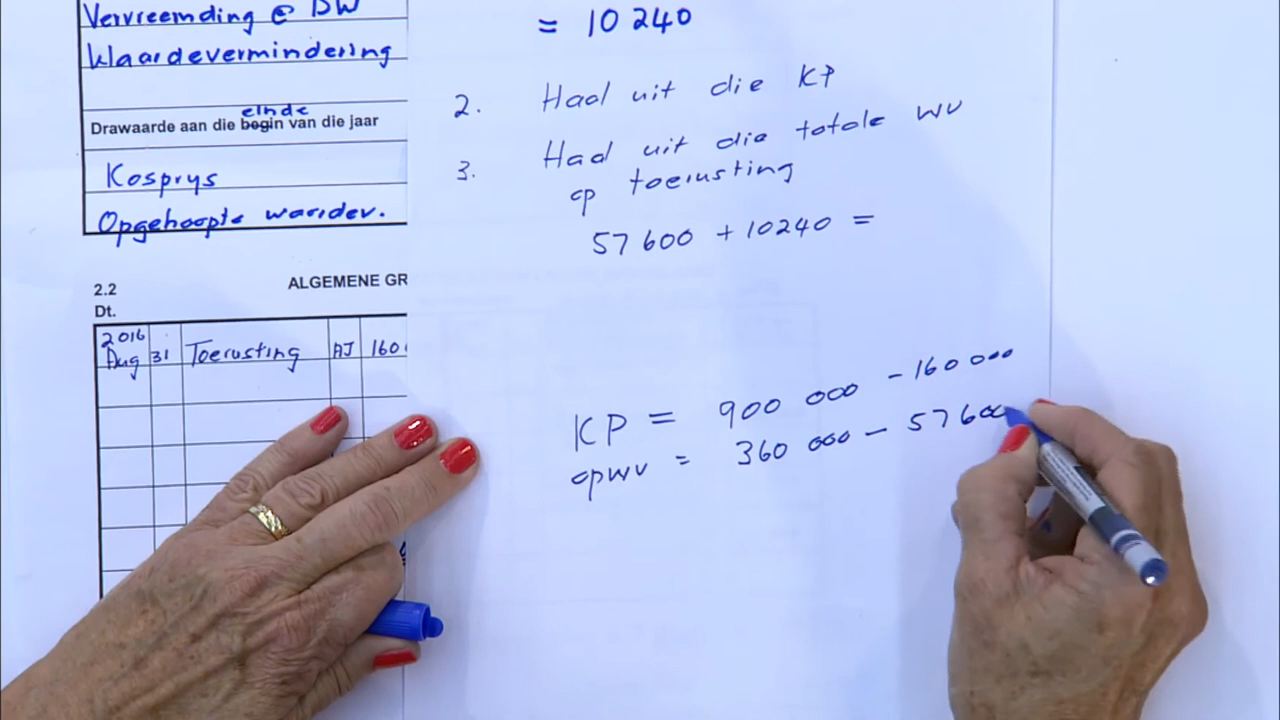 Vervreemding @ DW
Waardevermindering
einde
Drawaarde aan die begin van die jaar
Kosprys
Opgehoopte waardev.
2.2 ALGEMENE GR
Dt.
2016
Aug 31 Toerusting AJ 160
= 10 240
2. Haal uit die KP
3. Haal uit die totale WV
op toerusting
57 600 + 10240 =
KP = 900 000 - 160 000
opwv = 360 000 - 57 600